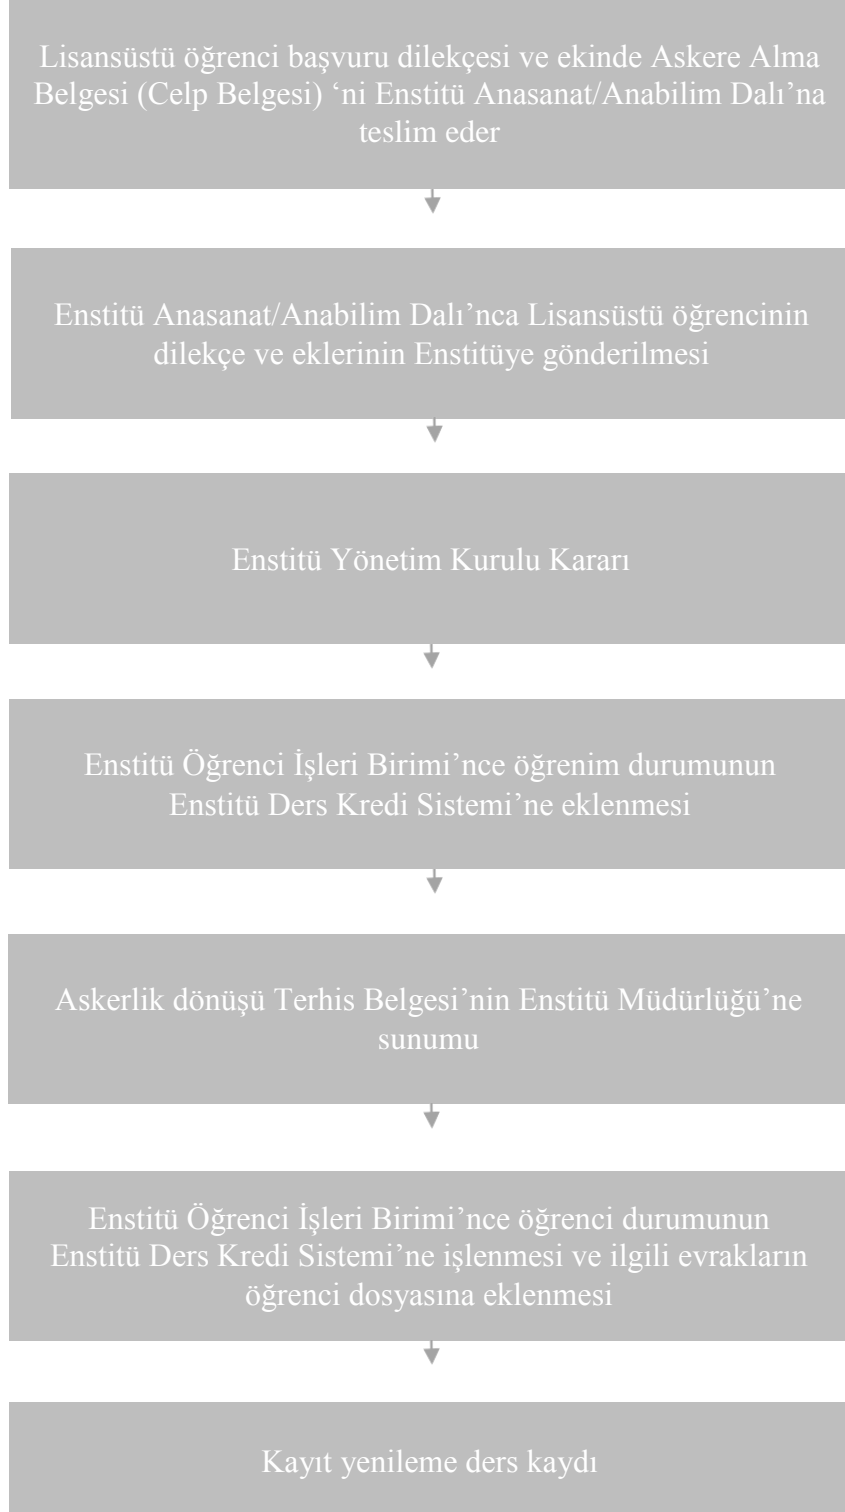 Lisansüstü öğrenci başvuru dilekçesi ve ekinde Askere Alma
Belgesi (Celp Belgesi) ‘ni Enstitü Anasanat/Anabilim Dalı’na
teslim eder
Enstitü Anasanat/Anabilim Dalı’nca Lisansüstü öğrencinin
dilekçe ve eklerinin Enstitüye gönderilmesi
Enstitü Yönetim Kurulu Kararı
Enstitü Öğrenci İşleri Birimi’nce öğrenim durumunun
Enstitü Ders Kredi Sistemi’ne eklenmesi
Askerlik dönüşü Terhis Belgesi’nin Enstitü Müdürlüğü’ne
sunumu
Enstitü Öğrenci İşleri Birimi’nce öğrenci durumunun
Enstitü Ders Kredi Sistemi’ne işlenmesi ve ilgili evrakların
öğrenci dosyasına eklenmesi
Kayıt yenileme ders kaydı